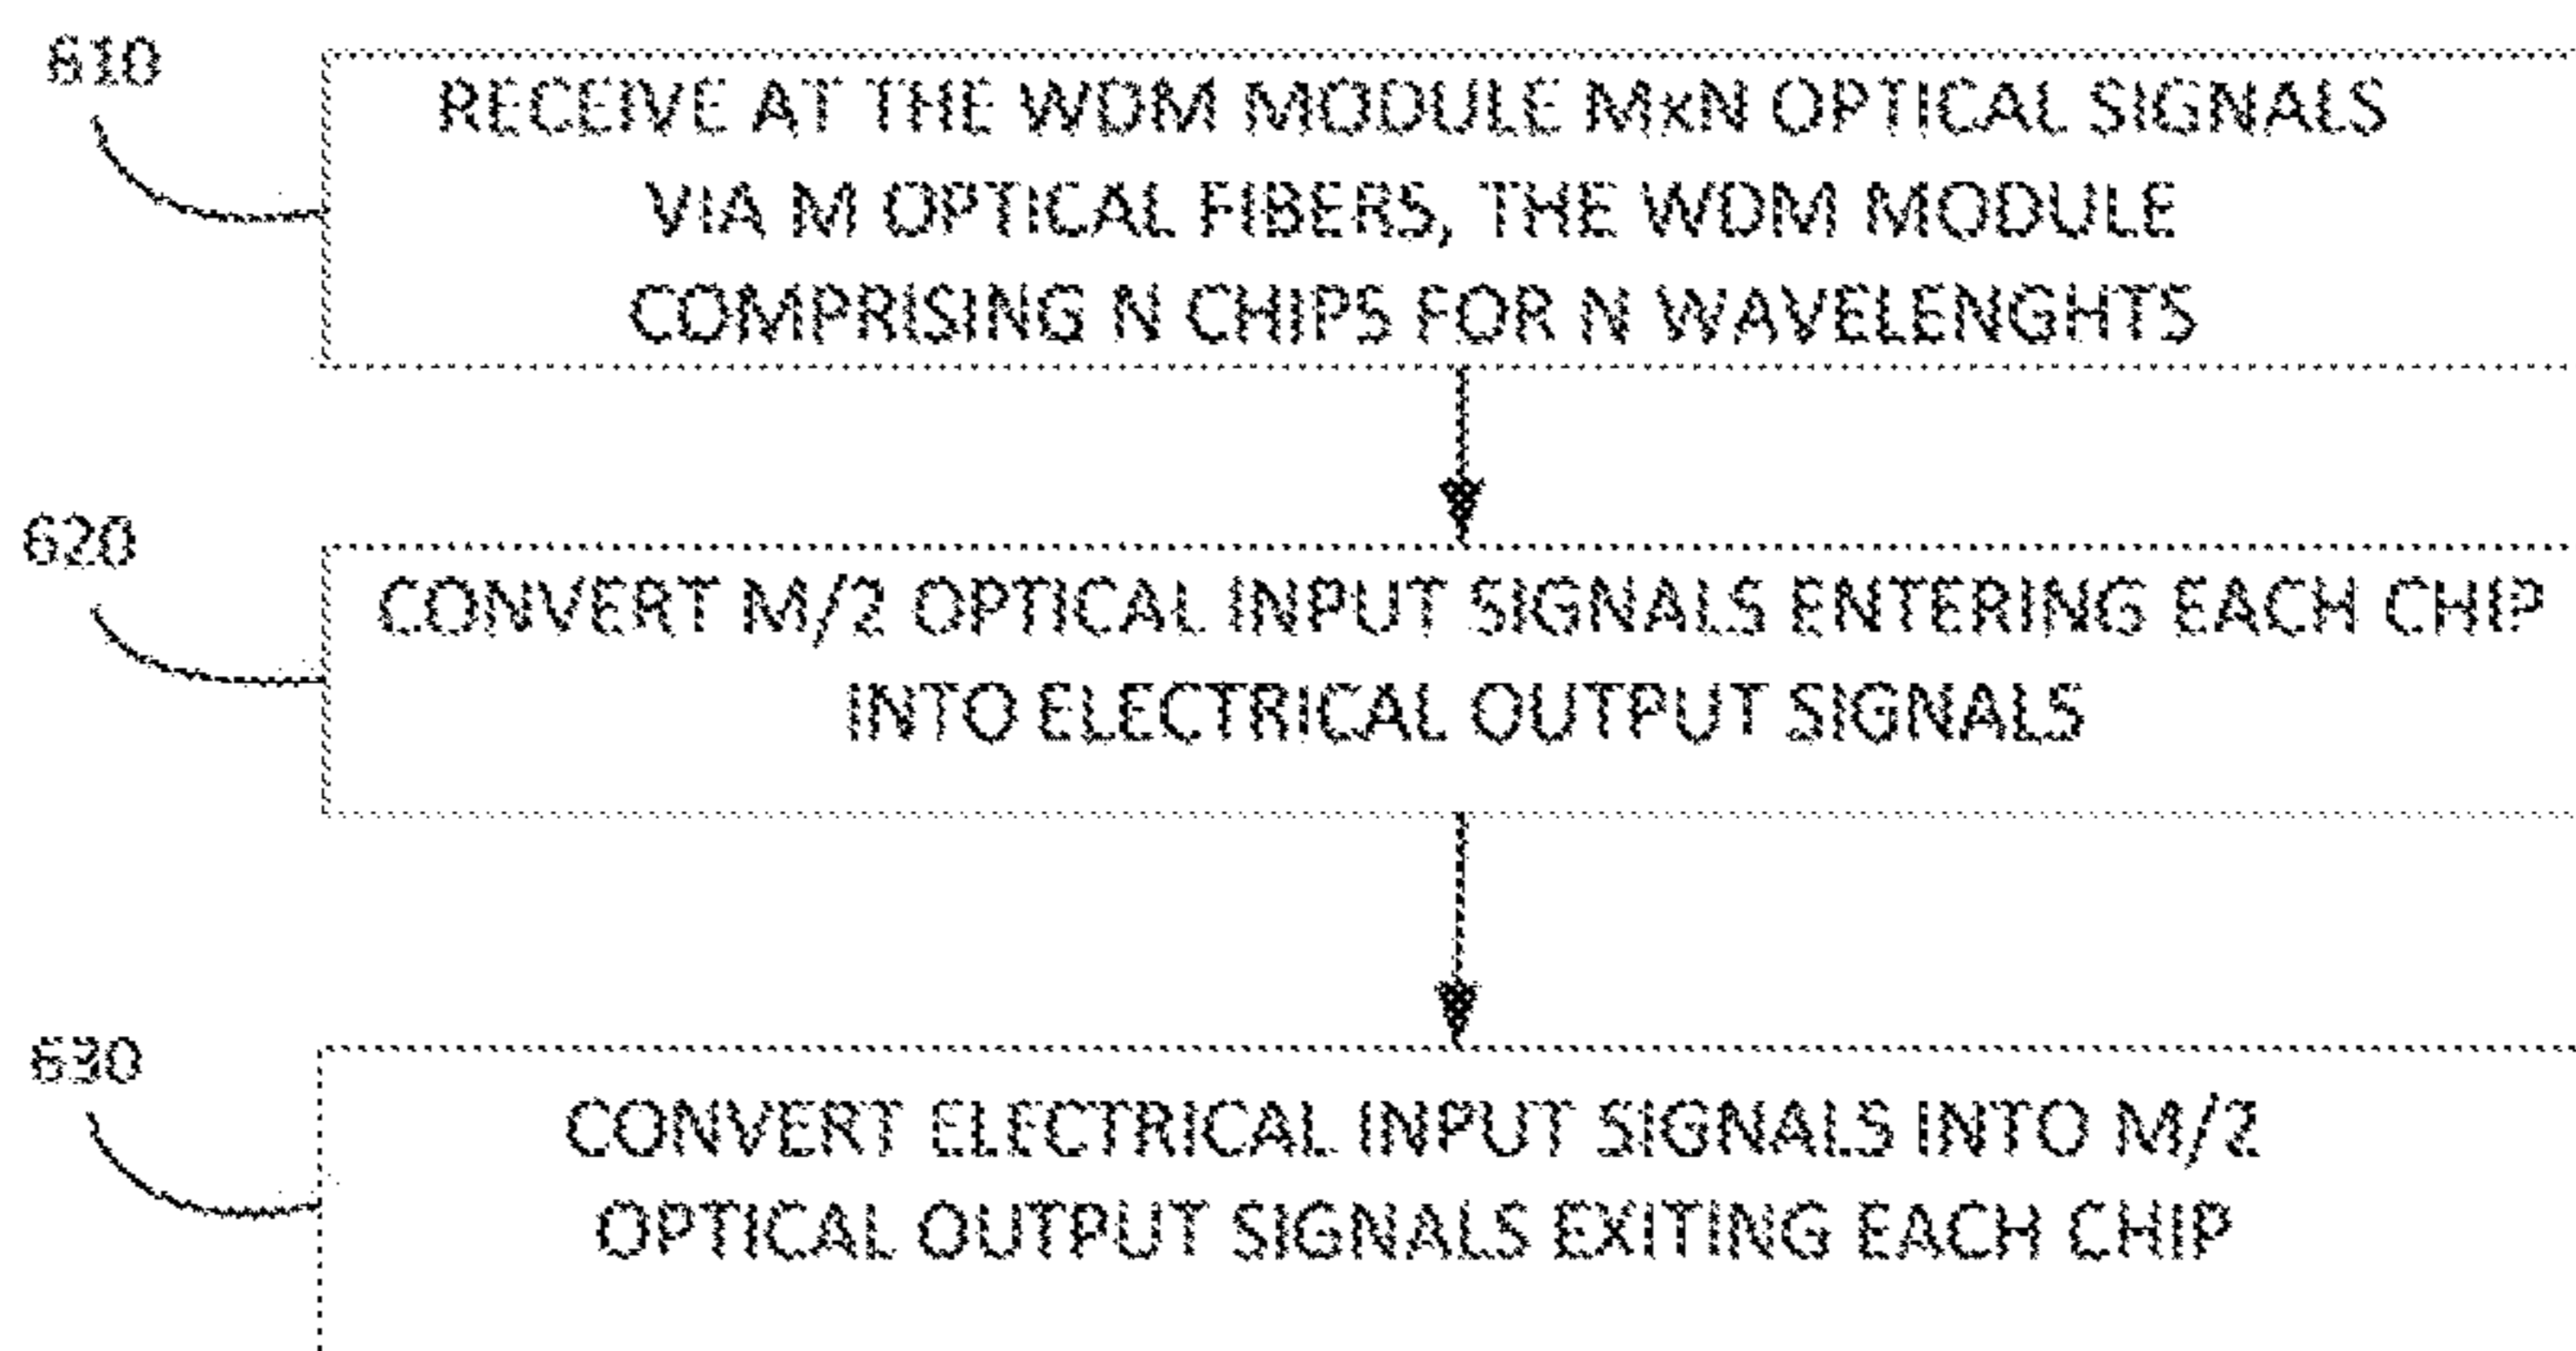 610
RECEIVE AT THE WDM MODULE MxN OPTICAL SIGNALS
VIA M OPTICAL FIBERS, THE WDM MODULE
COMPRISING N CHIPS FOR N WAVELENGHTS
620
CONVERT M/2 OPTICAL INPUT SIGNALS ENTERING EACH CHIP
INTO ELECTRICAL OUTPUT SIGNALS
630
CONVERT ELECTRICAL INPUT SIGNALS INTO M/2
OPTICAL OUTPUT SIGNALS EXITING EACH CHIP